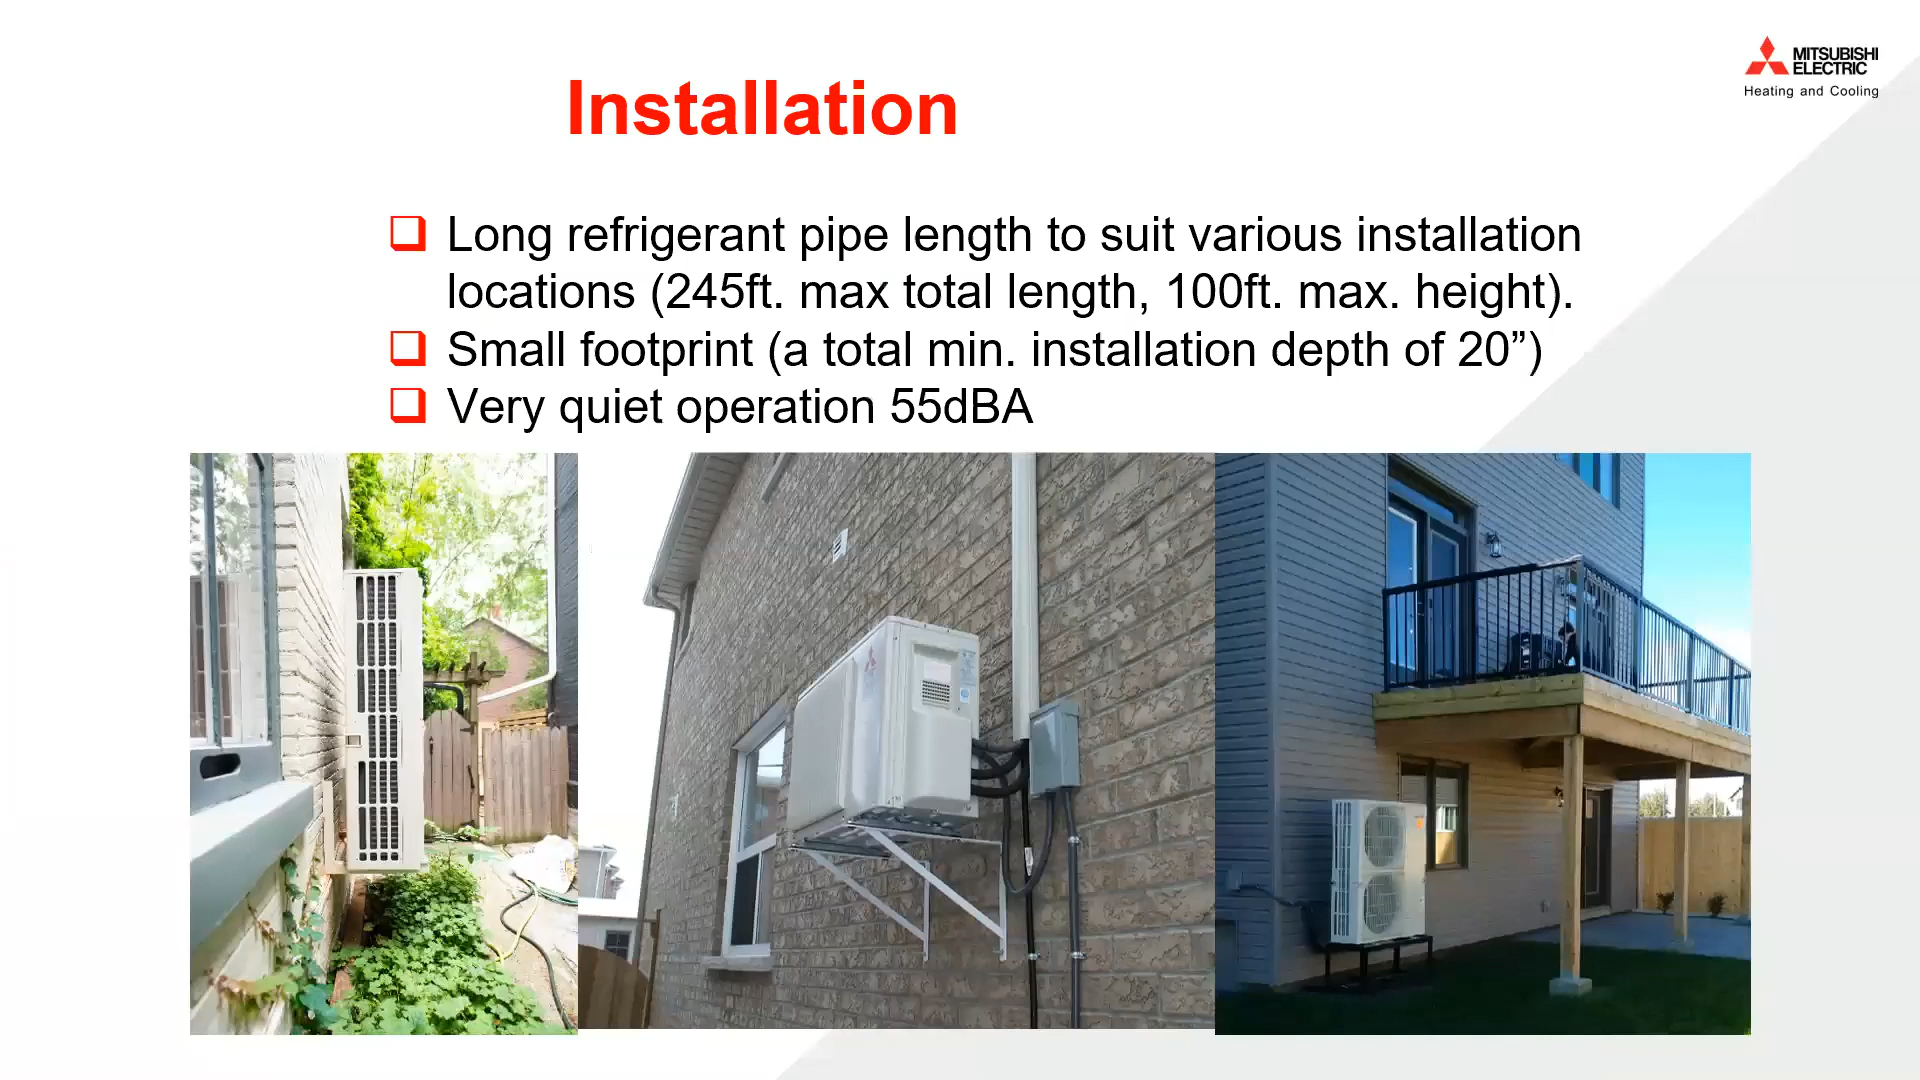 MITSUBISHI
ELECTRIC
Heating and Cooling
Installation
Long refrigerant pipe length to suit various installation
locations (245ft. max total length, 100ft. max. height).
Small footprint (a total min. installation depth of 20”)
Very quiet operation 55dBA